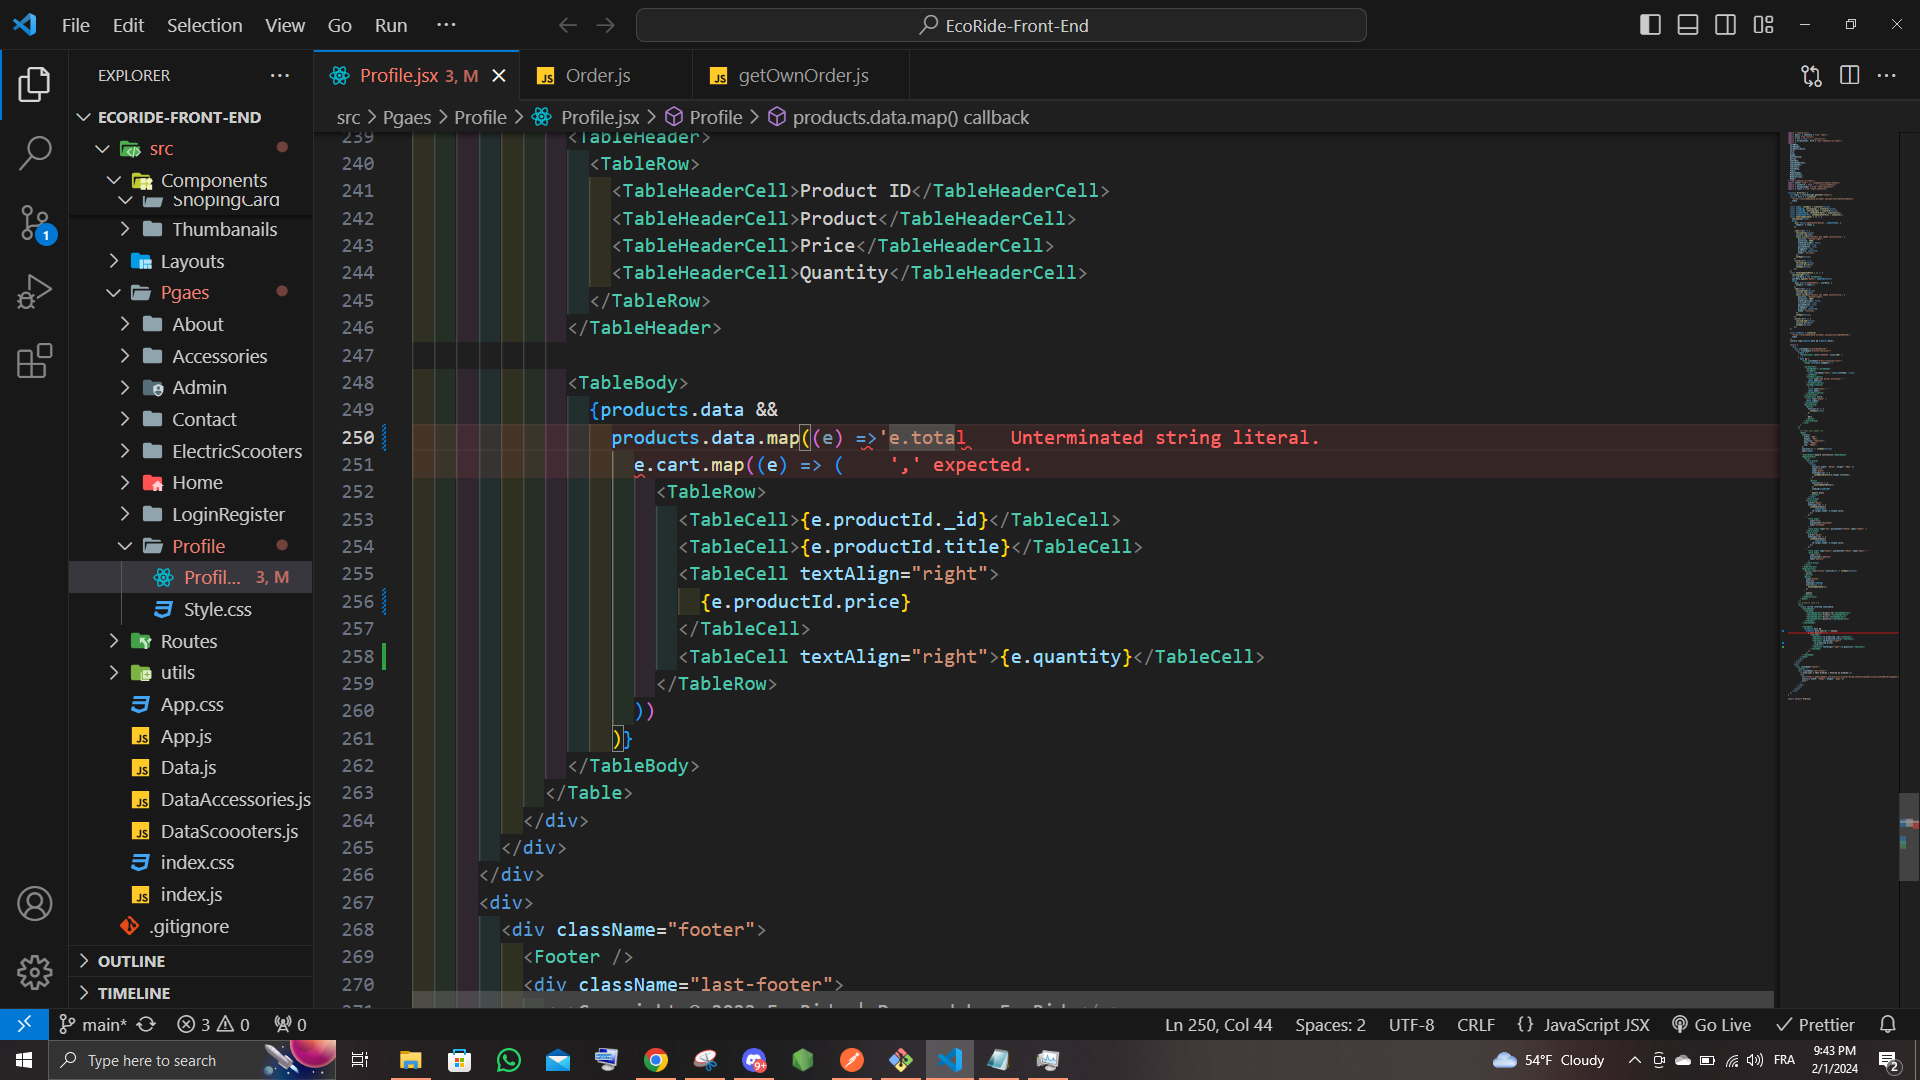 File Edit Selection View Go Run ···
EcoRide-Front-End
EXPLORER
Profile.jsx 3, M
Order.js
getOwnOrder.js
ECORIDE-FRONT-END
src > Pgaes > Profile > Profile.jsx > Profile > products.data.map() callback
src
Components
ShopingCard
Thumbanails
Layouts
Pgaes
About
Accessories
Admin
Contact
ElectricScooters
Home
LoginRegister
Profile
Profil... 3, M
Style.css
Routes
utils
App.css
App.js
Data.js
DataAccessories.js
DataScoooters.js
index.css
index.js
.gitignore
OUTLINE
TIMELINE
239 <TableHeader>
240 <TableRow>
241 <TableHeaderCell>Product ID</TableHeaderCell>
242 <TableHeaderCell>Product</TableHeaderCell>
243 <TableHeaderCell>Price</TableHeaderCell>
244 <TableHeaderCell>Quantity</TableHeaderCell>
245 </TableRow>
246 </TableHeader>
247
248 <TableBody>
249 {products.data &&
250 products.data.map((e) =>'e.total Unterminated string literal.
251 e.cart.map((e) => ( ',' expected.
252 <TableRow>
253 <TableCell>{e.productId._id}</TableCell>
254 <TableCell>{e.productId.title}</TableCell>
255 <TableCell textAlign="right">
256 {e.productId.price}
257 </TableCell>
258 <TableCell textAlign="right">{e.quantity}</TableCell>
259 </TableRow>
260 ))
261 )}
262 </TableBody>
263 </Table>
264 </div>
265 </div>
266 </div>
267 <div>
268 <div className="footer">
269 <Footer />
270 <div className="last-footer">
1
main* 3 0 0
Ln 250, Col 44 Spaces: 2 UTF-8 CRLF {} JavaScript JSX Go Live Prettier
Type here to search
9+
54°F Cloudy
FRA
9:43 PM
2/1/2024
2